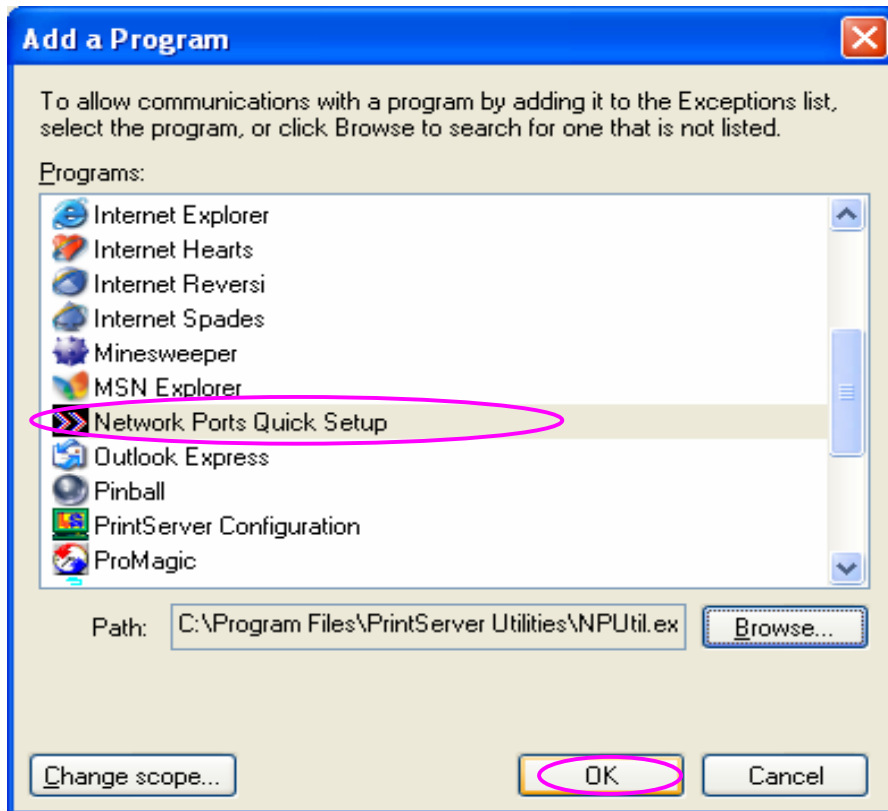 Add a Program
To allow communications with a program by adding it to the Exceptions list,
select the program, or click Browse to search for one that is not listed.
Programs:
Internet Explorer
Internet Hearts
Internet Reversi
Internet Spades
Minesweeper
MSN Explorer
Network Ports Quick Setup
Outlook Express
Pinball
PrintServer Configuration
ProMagic
Path: C:\Program Files\PrintServer Utilities\NPUtil.ex Browse...
Change scope... OK Cancel